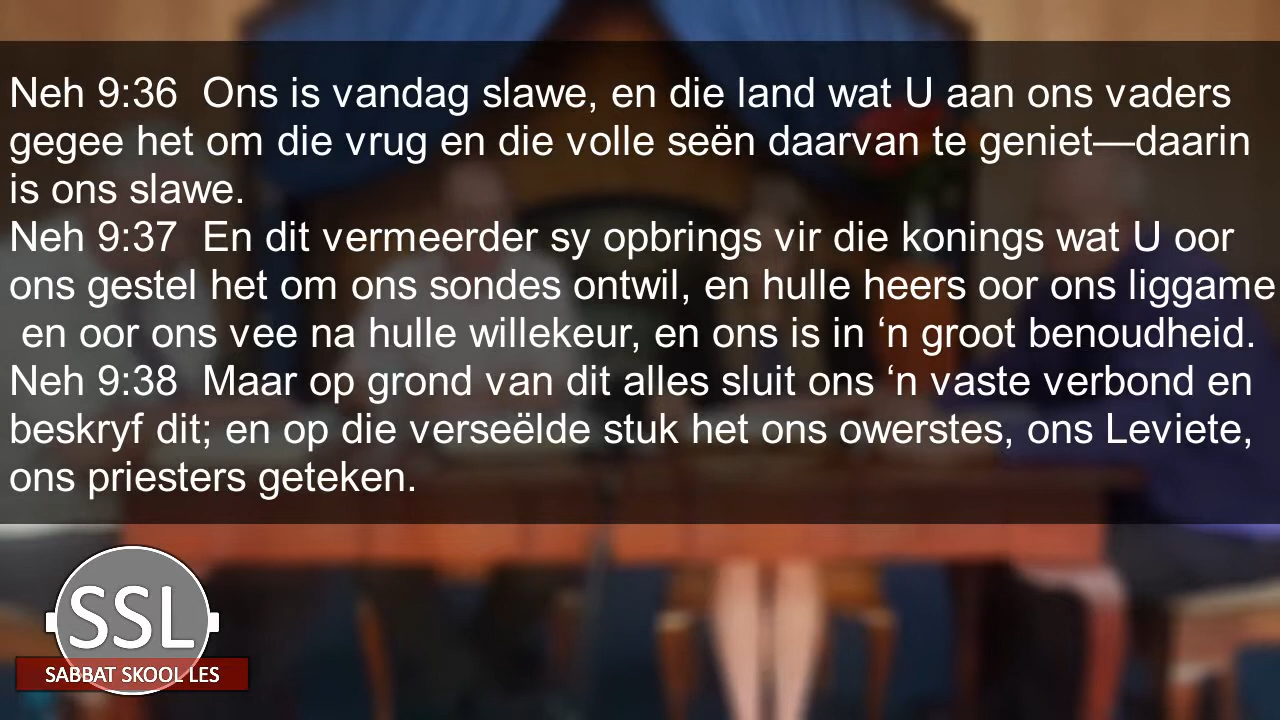 Neh 9:36  Ons is vandag slawe, en die land wat U aan ons vaders
gegee het om die vrug en die volle seën daarvan te geniet—daarin
is ons slawe.
Neh 9:37  En dit vermeerder sy opbrings vir die konings wat U oor
ons gestel het om ons sondes ontwil, en hulle heers oor ons liggame
en oor ons vee na hulle willekeur, en ons is in ‘n groot benoudheid.
Neh 9:38  Maar op grond van dit alles sluit ons ‘n vaste verbond en
beskryf dit; en op die verseëlde stuk het ons owerstes, ons Leviete,
ons priesters geteken.
SSL
SABBAT SKOOL LES